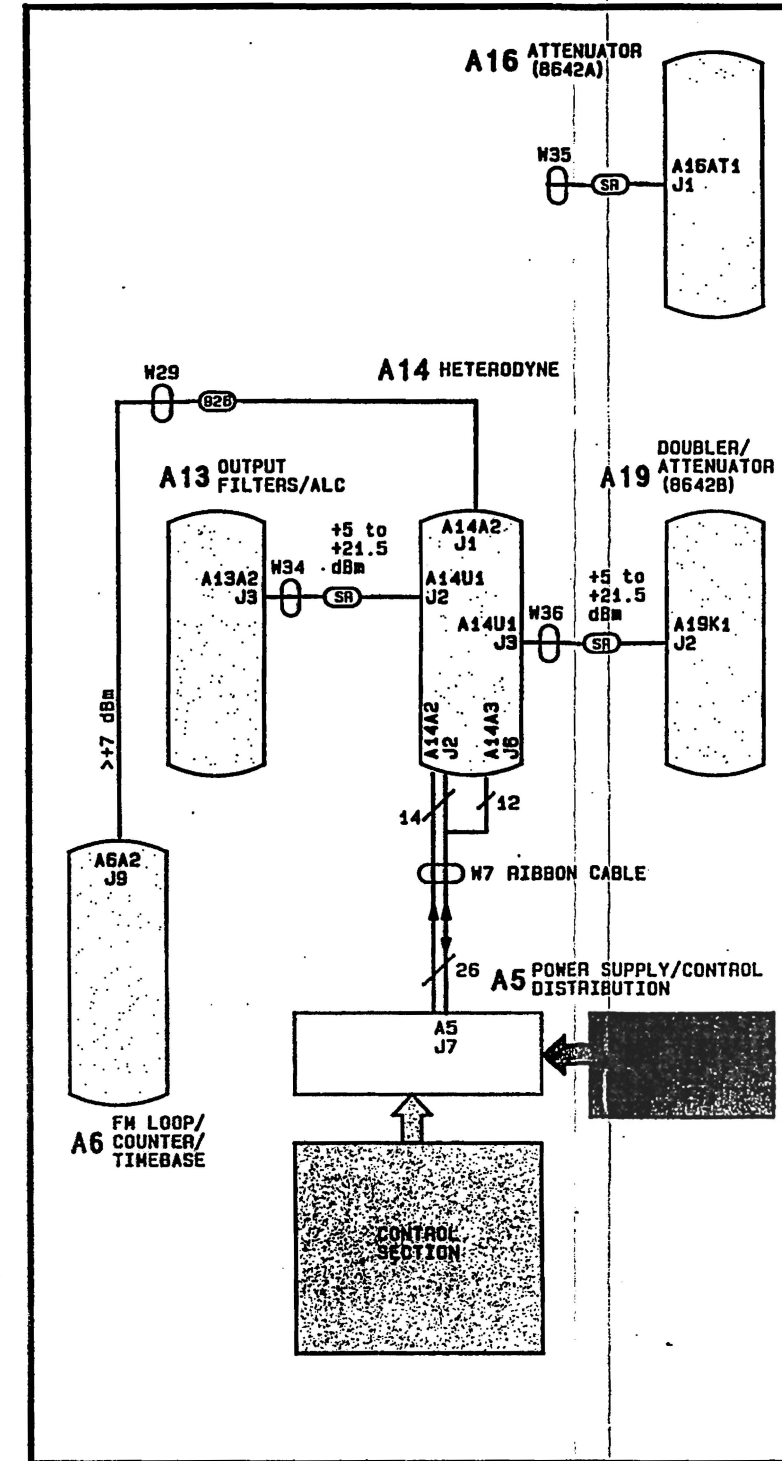 A16 ATTENUATOR
(8642A)
W35
SR
A16AT1
J1
W29
828
A14 HETERODYNE
A13 OUTPUT
FILTERS/ALC
DOUBLER/
A19 ATTENUATOR
(8642B)
A14A2
J1
+5 to
+21.5
dBm
A13A2
J3
W34
SR
A14U1
J2
A14U1
J3
W36
+5 to
+21.5
dBm
SR
A19K1
J2
>+7 dBm
A14A2
J2
A14A3
J6
14
12
W7 RIBBON CABLE
A6A2
J9
26
A5 POWER SUPPLY/CONTROL
DISTRIBUTION
A5
J7
A6 FM LOOP/
COUNTER/
TIMEBASE
CONTROL
SECTION